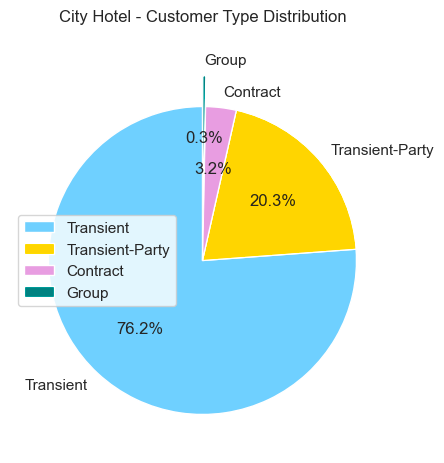 City Hotel - Customer Type Distribution
Group
Contract
0.3%
Transient-Party
3.2%
20.3%
Transient
Transient-Party
Contract
Group
76.2%
Transient